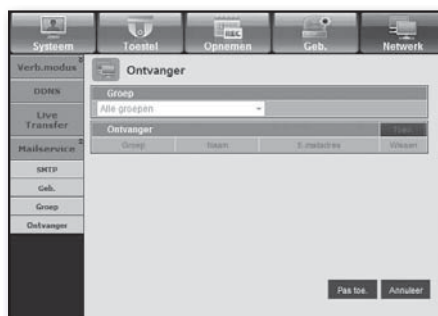 Systeem Toestel Opnemen Geb. Netwerk
Verb.modus
DDNS
Live Transfer
Mailservice
SMTP
Geb.
Groep
Ontvanger
Ontvanger
Groep
Alle groepen
Ontvanger
Groep Naam E-mailadres Wissen
Pas toe. Annuleer